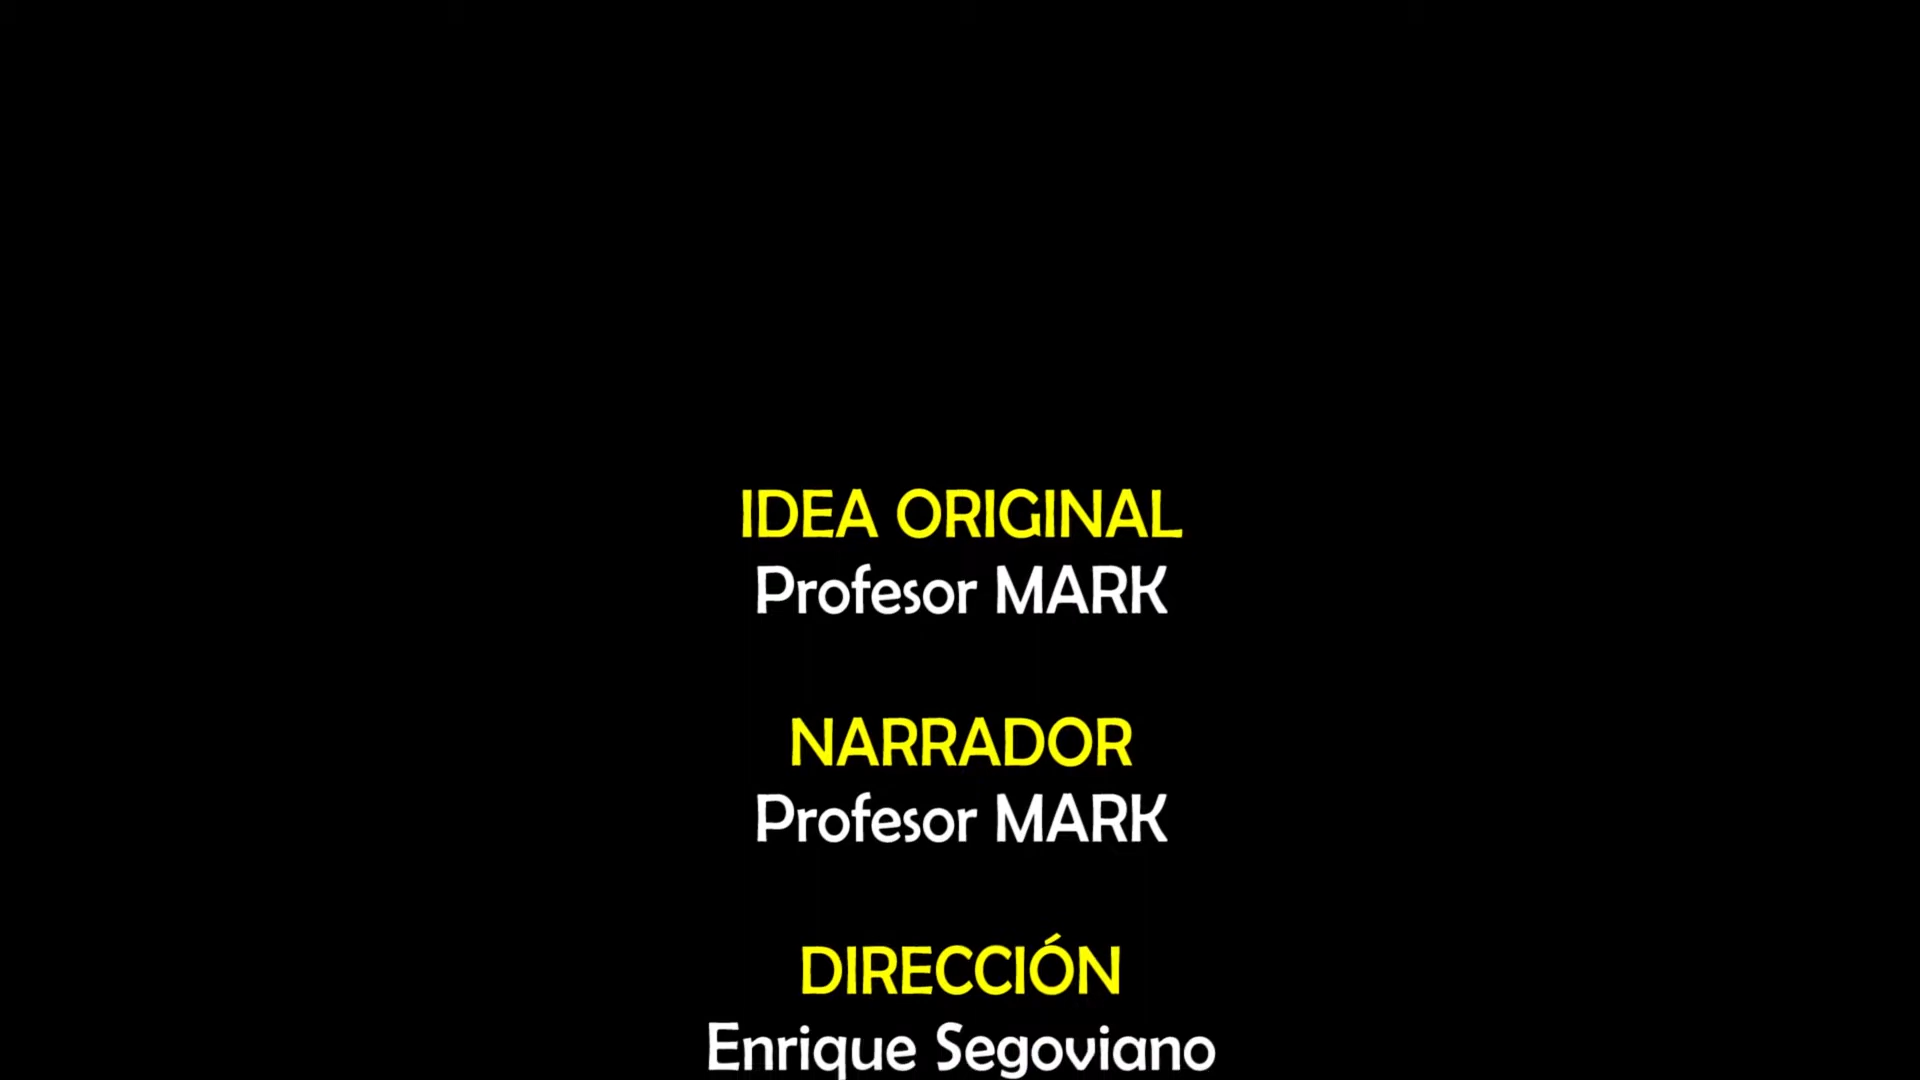 IDEA ORIGINAL
Profesor MARK
NARRADOR
Profesor MARK
DIRECCIÓN
Enrique Segoviano